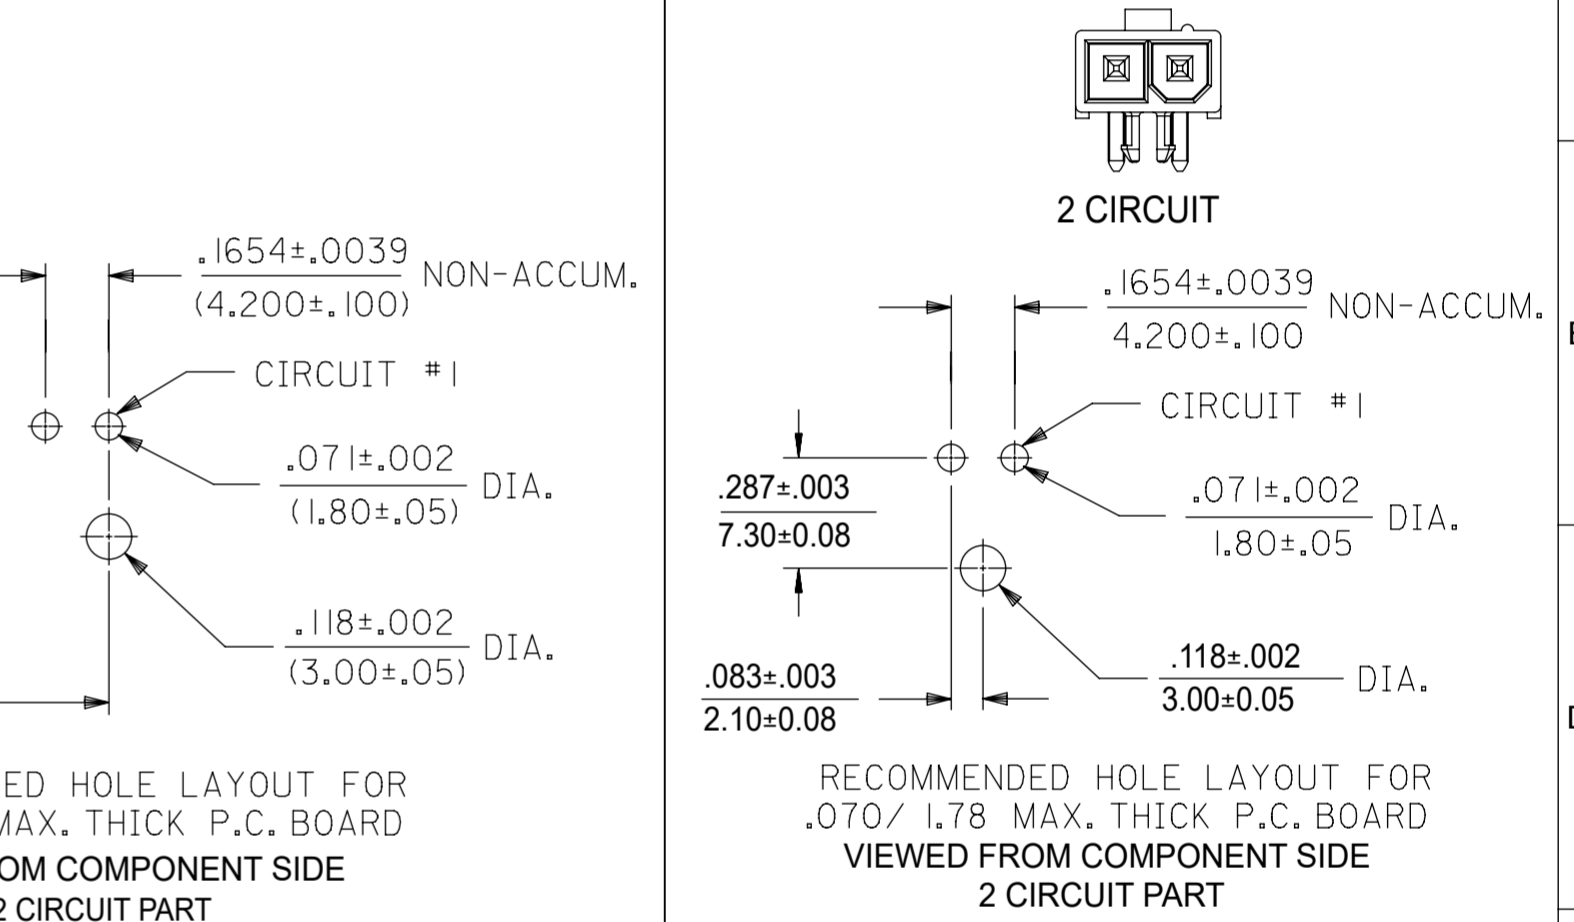 .1654±.0039
(4.200±.100)
NON-ACCUM.
CIRCUIT #1
.071±.002
(1.80±.05)
DIA.
.118±.002
(3.00±.05)
DIA.
ED HOLE LAYOUT FOR
MAX. THICK P.C. BOARD
OM COMPONENT SIDE
2 CIRCUIT PART
2 CIRCUIT
.1654±.0039
4.200±.100
NON-ACCUM.
CIRCUIT #1
.287±.003
7.30±0.08
.071±.002
1.80±.05
DIA.
.083±.003
2.10±0.08
.118±.002
3.00±0.05
DIA.
RECOMMENDED HOLE LAYOUT FOR
.070/ 1.78 MAX. THICK P.C. BOARD
VIEWED FROM COMPONENT SIDE
2 CIRCUIT PART